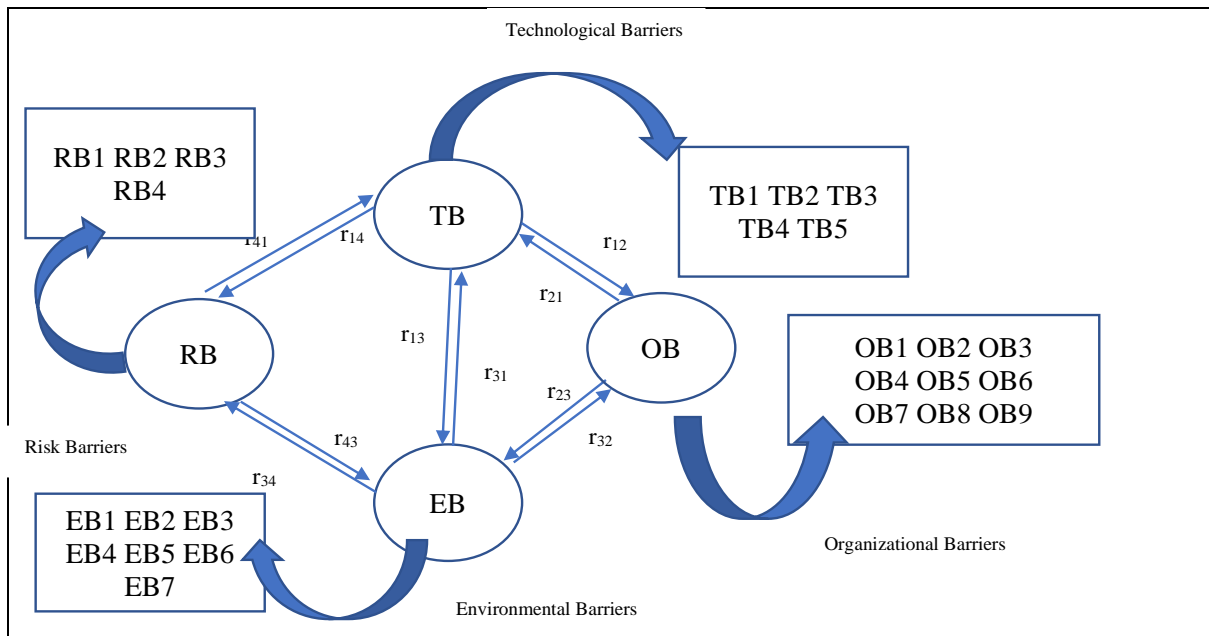 Technological Barriers
RB1 RB2 RB3
RB4
TB1 TB2 TB3
TB4 TB5
TB
r41
r14
r12
r21
r13
r31
RB
OB
OB1 OB2 OB3
OB4 OB5 OB6
OB7 OB8 OB9
r23
r32
Risk Barriers
r43
r34
EB
EB1 EB2 EB3
EB4 EB5 EB6
EB7
Organizational Barriers
Environmental Barriers